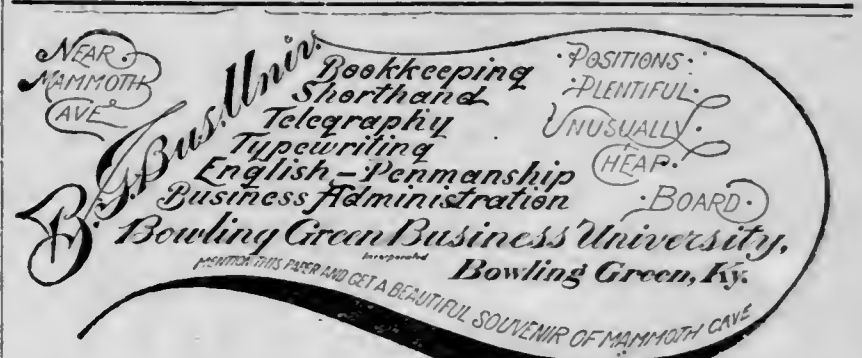 NEAR
MAMMOTH
CAVE
B.G. Bus. Univ.
Bookkeeping
Shorthand
Telegraphy
Typewriting
English - Penmanship
Business Administration
· POSITIONS ·
· PLENTIFUL ·
UNUSUALLY
CHEAP ·
· BOARD ·
Bowling Green Business University,
Incorporated
Bowling Green, Ky.
MENTION THIS PAPER AND GET A BEAUTIFUL SOUVENIR OF MAMMOTH CAVE